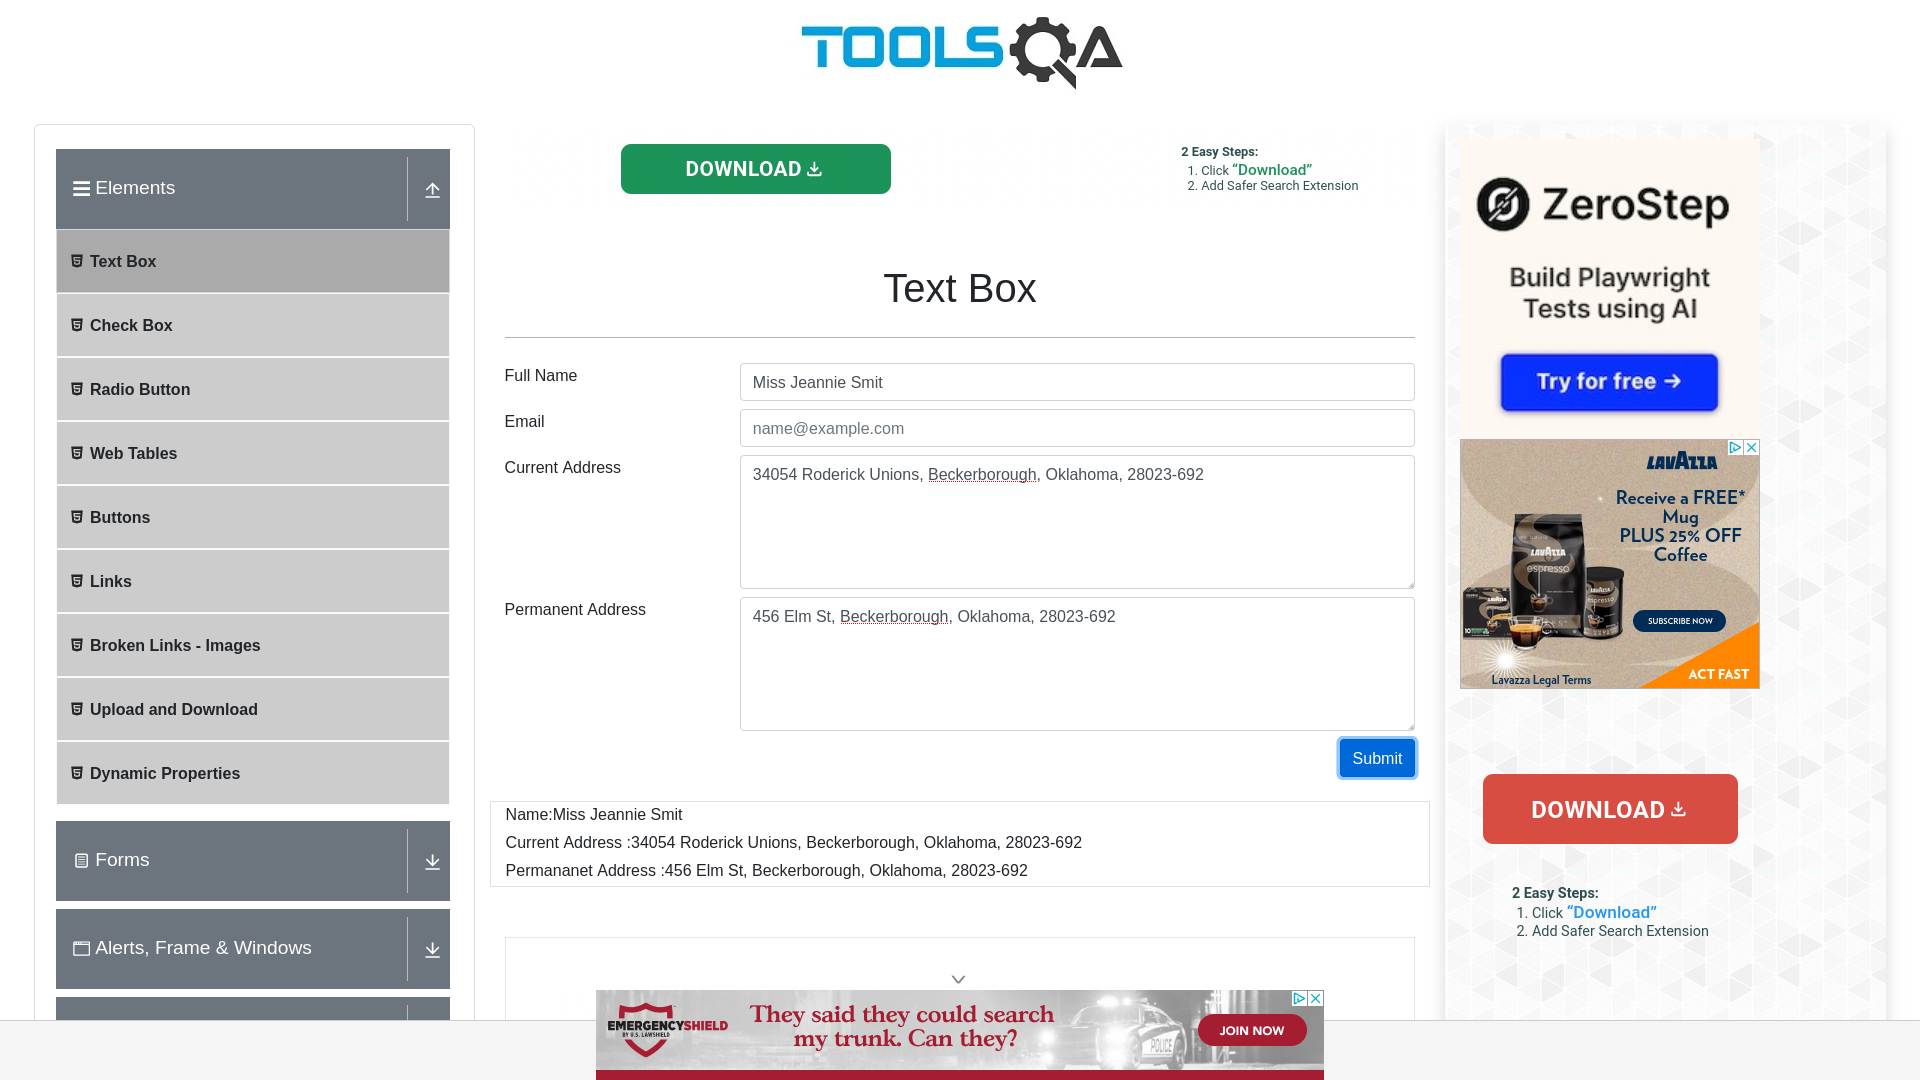 TOOLSQA
Elements
Text Box
Check Box
Radio Button
Web Tables
Buttons
Links
Broken Links - Images
Upload and Download
Dynamic Properties
Forms
Alerts, Frame & Windows
DOWNLOAD
2 Easy Steps:
1. Click “Download”
2. Add Safer Search Extension
Text Box
Full Name
Miss Jeannie Smit
Email
name@example.com
Current Address
34054 Roderick Unions, Beckerborough, Oklahoma, 28023-692
Permanent Address
456 Elm St, Beckerborough, Oklahoma, 28023-692
Submit
Name:Miss Jeannie Smit
Current Address :34054 Roderick Unions, Beckerborough, Oklahoma, 28023-692
Permananet Address :456 Elm St, Beckerborough, Oklahoma, 28023-692
ZeroStep
Build Playwright
Tests using AI
Try for free →
LAVAZZA
Receive a FREE*
Mug
PLUS 25% OFF
Coffee
LAVAZZA
espresso
SUBSCRIBE NOW
ACT FAST
Lavazza Legal Terms
DOWNLOAD
2 Easy Steps:
1. Click “Download”
2. Add Safer Search Extension
EMERGENCYSHIELD
BY U.S. LAWSHIELD
They said they could search
my trunk. Can they?
POLICE
JOIN NOW